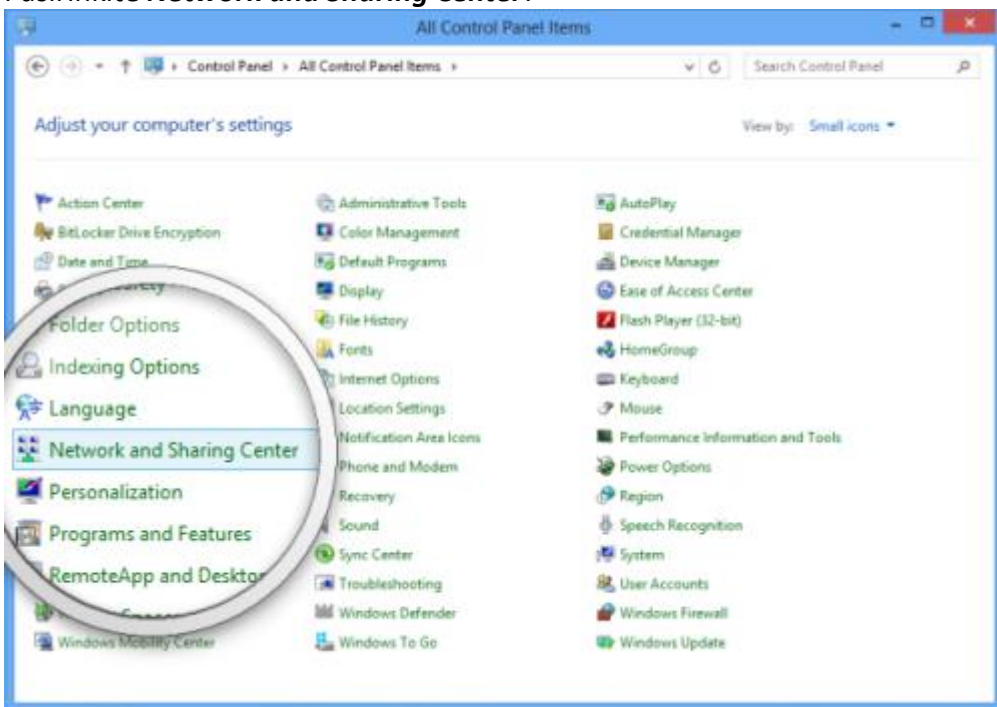 Network and Sharing Center
All Control Panel Items
Control Panel All Control Panel Items
Search Control Panel
Adjust your computer's settings
View by: Small icons
Action Center
Administrative Tools
AutoPlay
BitLocker Drive Encryption
Color Management
Credential Manager
Date and Time
Default Programs
Device Manager
Display
Ease of Access Center
Folder Options
File History
Flash Player (32-bit)
Indexing Options
Fonts
HomeGroup
Internet Options
Keyboard
Language
Location Settings
Mouse
Network and Sharing Center
Notification Area Icons
Performance Information and Tools
Phone and Modem
Power Options
Personalization
Recovery
Region
Programs and Features
Sound
Speech Recognition
Sync Center
System
RemoteApp and Deskto
Troubleshooting
User Accounts
Windows Defender
Windows Firewall
Windows Mobility Center
Windows To Go
Windows Update